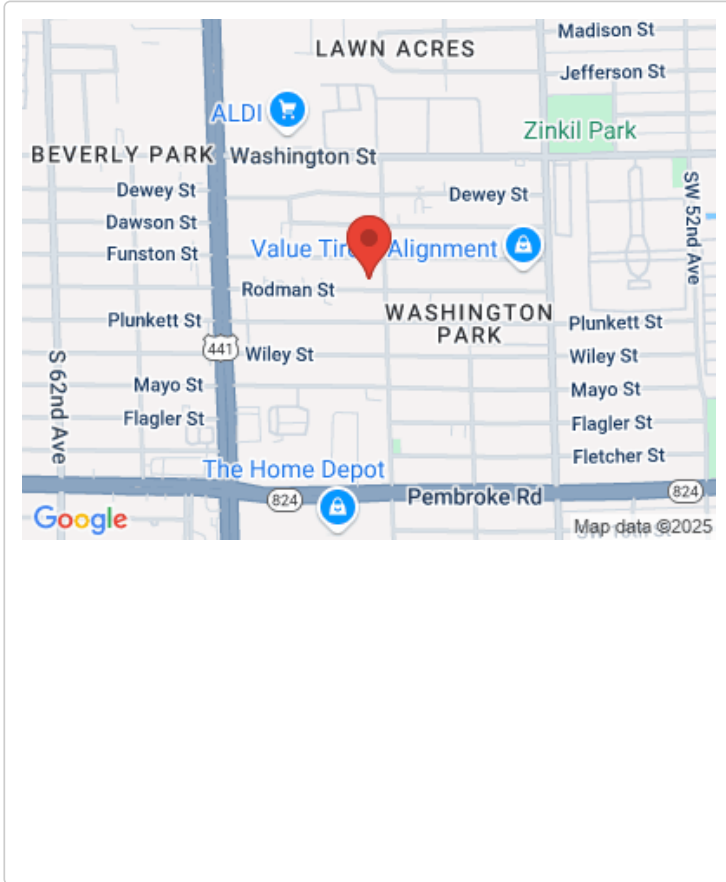 Madison St
LAWN ACRES
Jefferson St
ALDI
Zinkil Park
BEVERLY PARK
Washington St
Dewey St
Dewey St
SW 52nd Ave
Dawson St
Funston St
Value Tire Alignment
Rodman St
WASHINGTON
PARK
Plunkett St
Plunkett St
441
Wiley St
Wiley St
S 62nd Ave
Mayo St
Mayo St
Flagler St
Flagler St
Fletcher St
The Home Depot
824
Pembroke Rd
824
Google
Map data ©2025